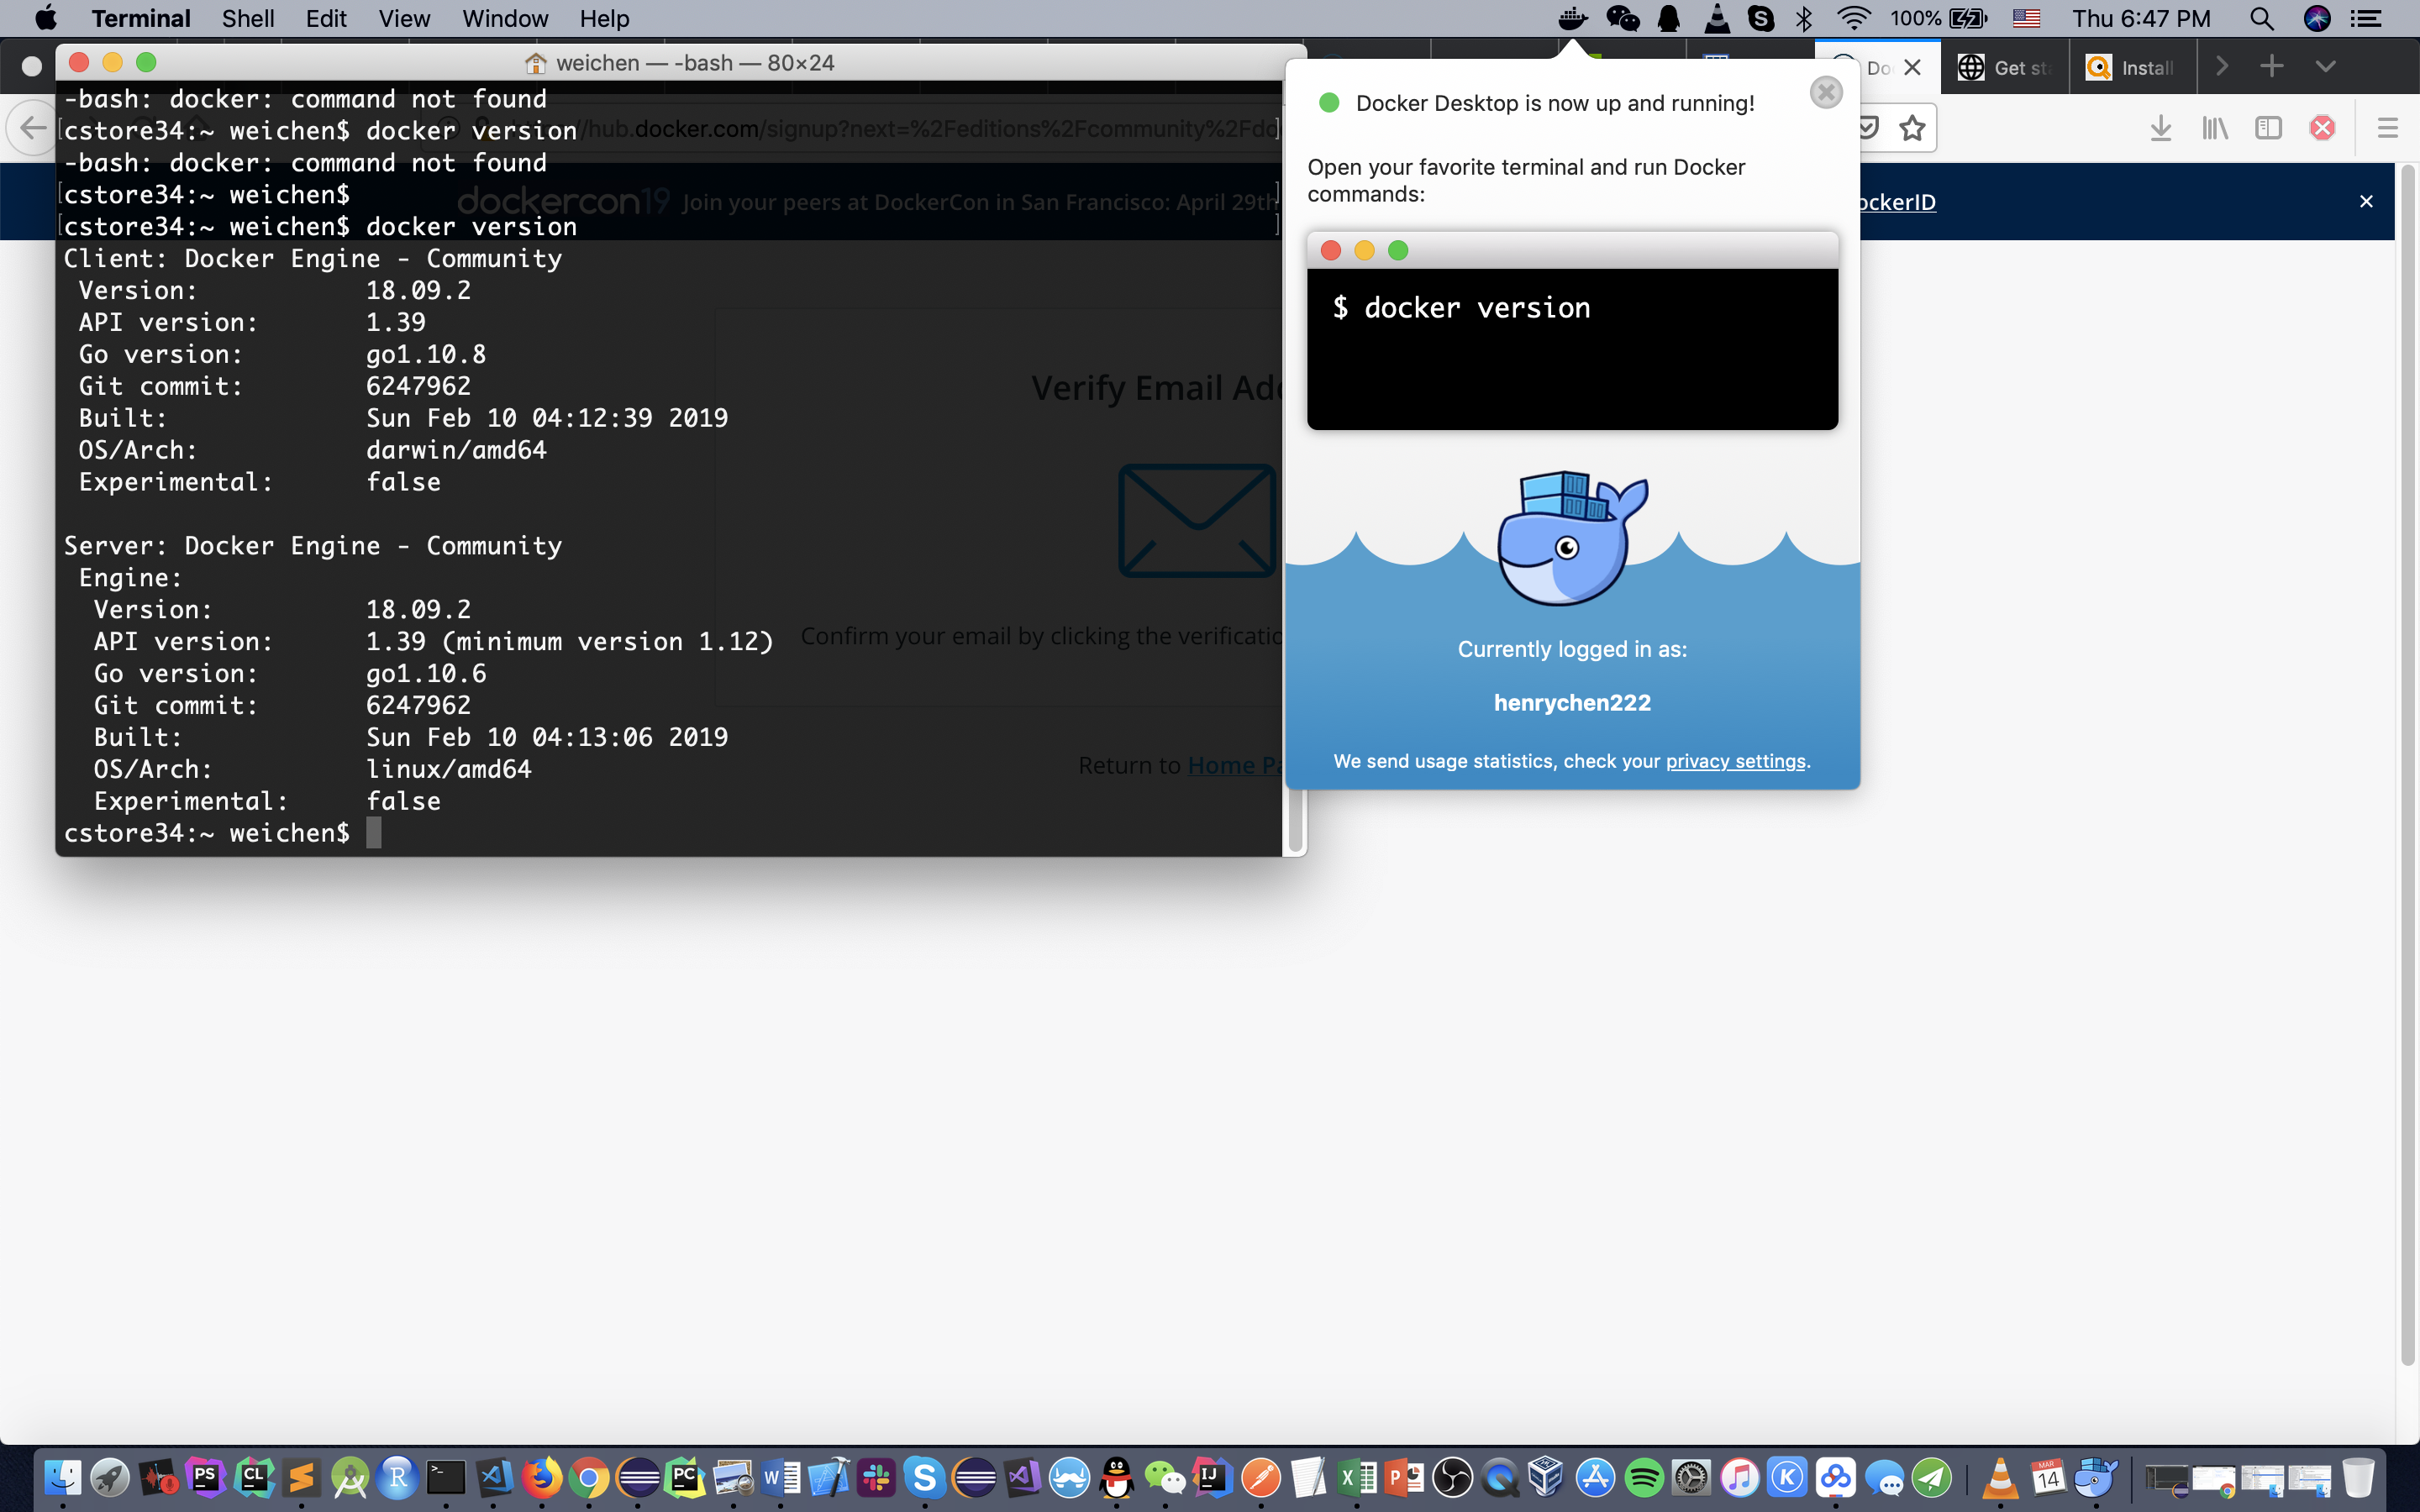 Terminal Shell Edit View Window Help
100% Thu 6:47 PM
weichen — -bash — 80×24
-bash: docker: command not found
cstore34:~ weichen$ docker version
-bash: docker: command not found
cstore34:~ weichen$
cstore34:~ weichen$ docker version
Client: Docker Engine - Community
Version: 18.09.2
API version: 1.39
Go version: go1.10.8
Git commit: 6247962
Built: Sun Feb 10 04:12:39 2019
OS/Arch: darwin/amd64
Experimental: false
Server: Docker Engine - Community
Engine:
Version: 18.09.2
API version: 1.39 (minimum version 1.12)
Go version: go1.10.6
Git commit: 6247962
Built: Sun Feb 10 04:13:06 2019
OS/Arch: linux/amd64
Experimental: false
cstore34:~ weichen$
Do
Get st
Install
/hub.docker.com/signup?next=%2Feditions%2Fcommunity%2Fdo
dockercon19 Join your peers at DockerCon in San Francisco: April 29th
ockerID
Verify Email Ad
Confirm your email by clicking the verificatio
Return to Home P
Docker Desktop is now up and running!
Open your favorite terminal and run Docker
commands:
$ docker version
Currently logged in as:
henrychen222
We send usage statistics, check your privacy settings.
PS CL R PC W S IJ X P K MAR 14